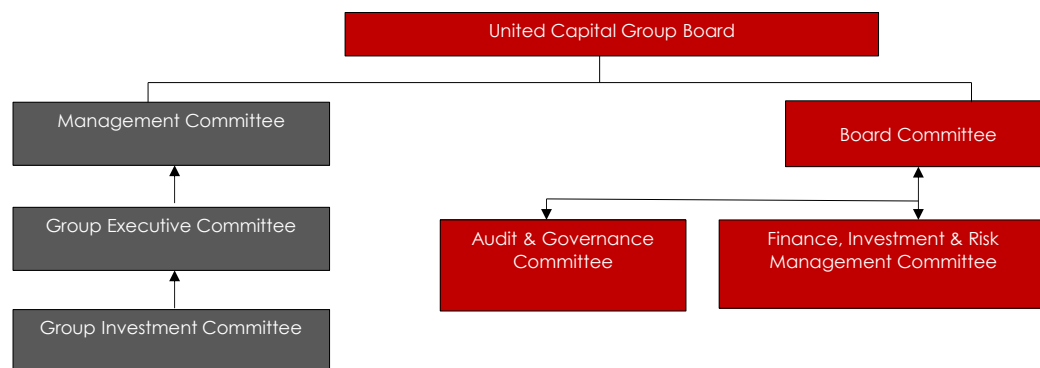 United Capital Group Board
Management Committee
Board Committee
Group Executive Committee
Audit & Governance
Committee
Finance, Investment & Risk
Management Committee
Group Investment Committee